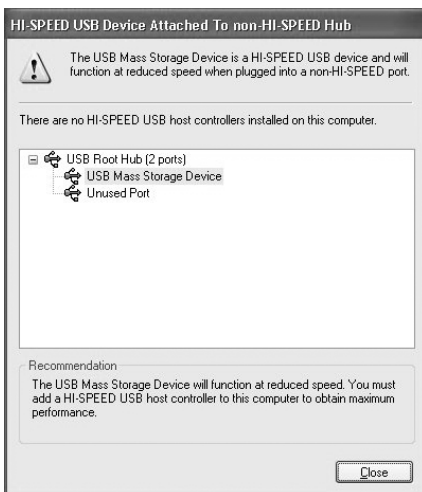 HI-SPEED USB Device Attached To non-HI-SPEED Hub
The USB Mass Storage Device is a HI-SPEED USB device and will
function at reduced speed when plugged into a non-HI-SPEED port.
There are no HI-SPEED USB host controllers installed on this computer.
USB Root Hub (2 ports)
USB Mass Storage Device
Unused Port
Recommendation
The USB Mass Storage Device will function at reduced speed. You must
add a HI-SPEED USB host controller to this computer to obtain maximum
performance.
Close